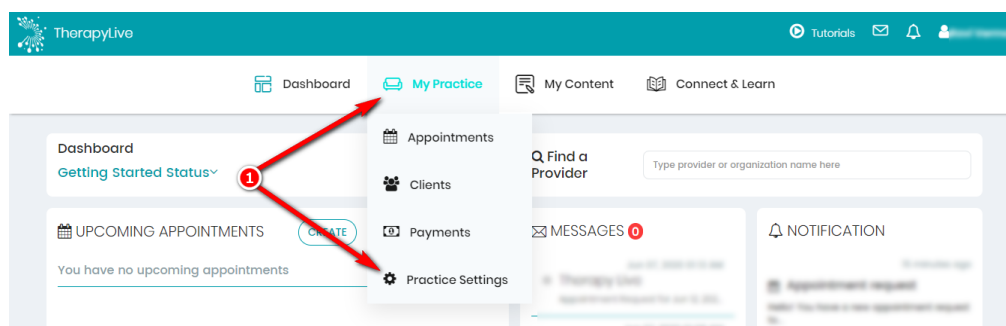 TherapyLive
Tutorials
Dashboard
My Practice
My Content
Connect & Learn
Dashboard
Getting Started Status
1
Appointments
Clients
Payments
Practice Settings
Find a
Provider
Type provider or organization name here
UPCOMING APPOINTMENTS
CREATE
You have no upcoming appointments
MESSAGES 0
NOTIFICATION